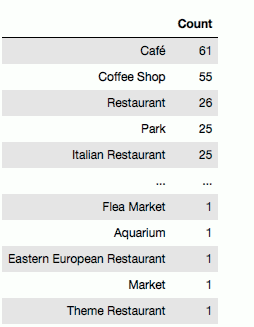 Count
Café 61
Coffee Shop 55
Restaurant 26
Park 25
Italian Restaurant 25
... ...
Flea Market 1
Aquarium 1
Eastern European Restaurant 1
Market 1
Theme Restaurant 1